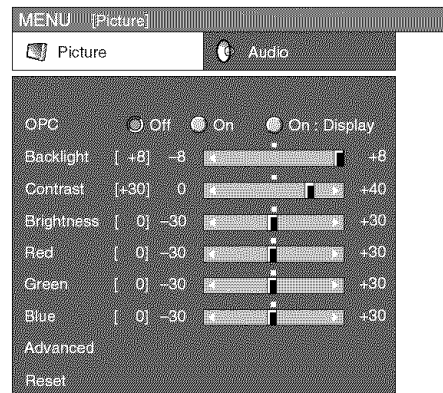 MENU [Picture]
Picture Audio
OPC Off On On : Display
Backlight [ +8] −8 +8
Contrast [+30] 0 +40
Brightness [ 0] −30 +30
Red [ 0] −30 +30
Green [ 0] −30 +30
Blue [ 0] −30 +30
Advanced
Reset